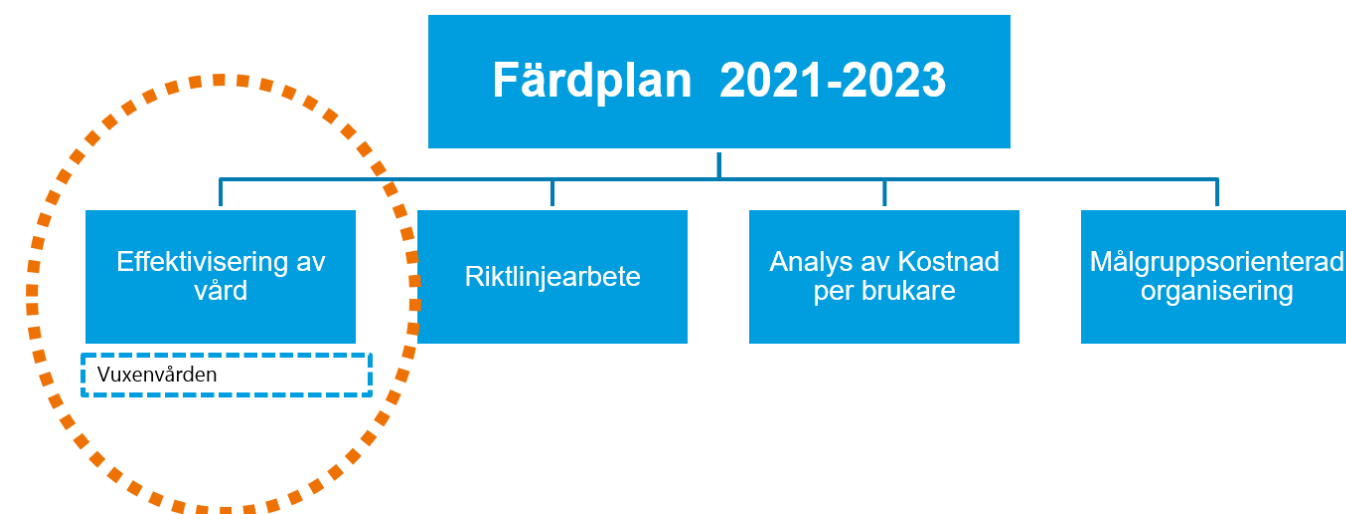 Färdplan 2021-2023
Effektivisering av
vård
Riktlinjearbete
Analys av Kostnad
per brukare
Målgruppsorienterad
organisering
Vuxenvården